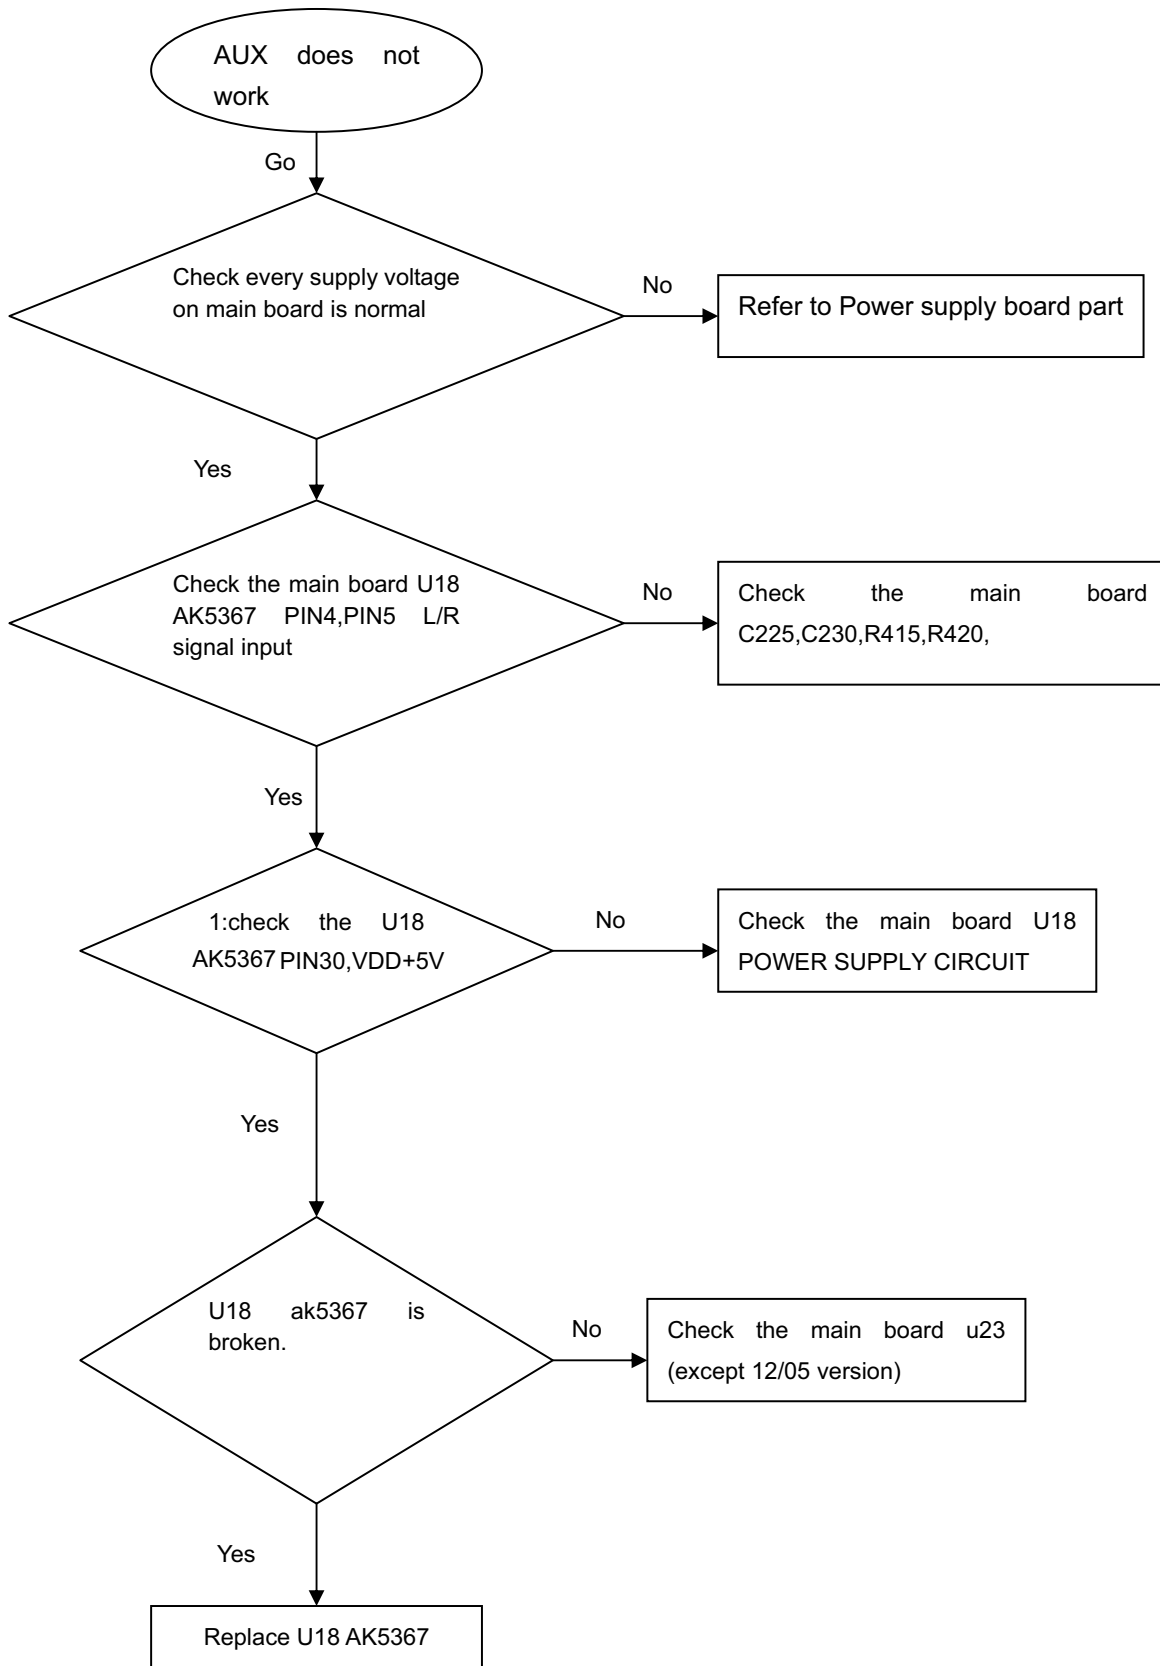 AUX does not
work
Go
Check every supply voltage
on main board is normal
No
Refer to Power supply board part
Yes
Check the main board U18
AK5367 PIN4,PIN5 L/R
signal input
No
Check the main board
C225,C230,R415,R420,
Yes
1:check the U18
AK5367 PIN30,VDD+5V
No
Check the main board U18
POWER SUPPLY CIRCUIT
Yes
U18 ak5367 is
broken.
No
Check the main board u23
(except 12/05 version)
Yes
Replace U18 AK5367